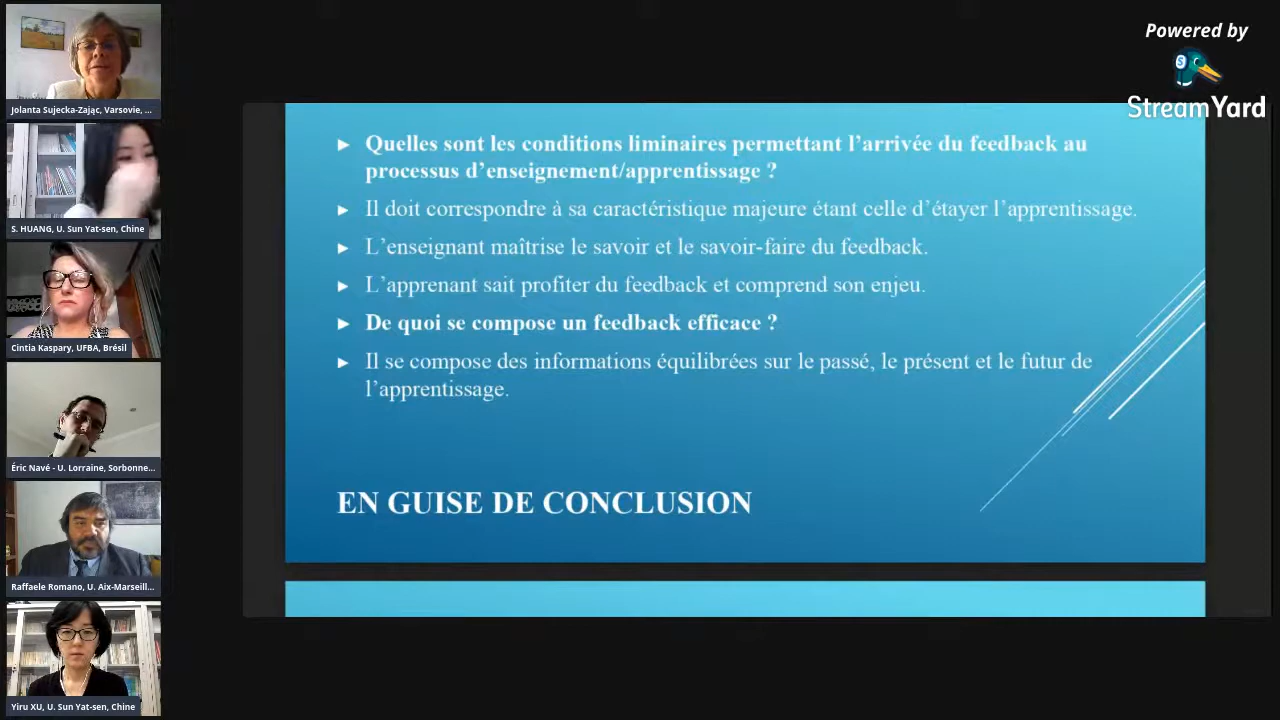 Powered by
StreamYard
Jolanta Sujecka-Zając, Varsovie, ...
S. HUANG, U. Sun Yat-sen, Chine
Cintia Kaspary, UFBA, Brésil
Éric Navé - U. Lorraine, Sorbonne...
Raffaele Romano, U. Aix-Marseill...
Yiru XU, U. Sun Yat-sen, Chine
► Quelles sont les conditions liminaires permettant l’arrivée du feedback au
processus d’enseignement/apprentissage ?
► Il doit correspondre à sa caractéristique majeure étant celle d’étayer l’apprentissage.
► L’enseignant maîtrise le savoir et le savoir-faire du feedback.
► L’apprenant sait profiter du feedback et comprend son enjeu.
► De quoi se compose un feedback efficace ?
► Il se compose des informations équilibrées sur le passé, le présent et le futur de
l’apprentissage.
EN GUISE DE CONCLUSION